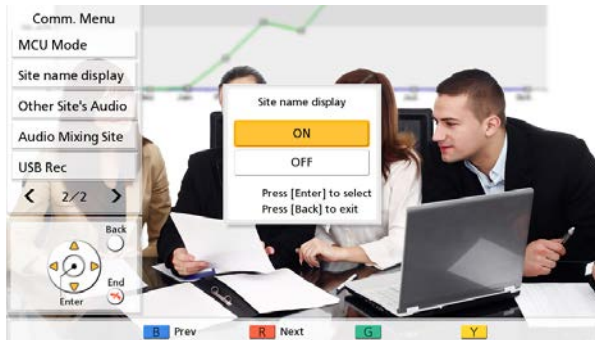 Comm. Menu
MCU Mode
Site name display
Other Site's Audio
Audio Mixing Site
USB Rec
2/2
Back
End
Enter
Site name display
ON
OFF
Press [Enter] to select
Press [Back] to exit
B Prev
R Next
G
Y